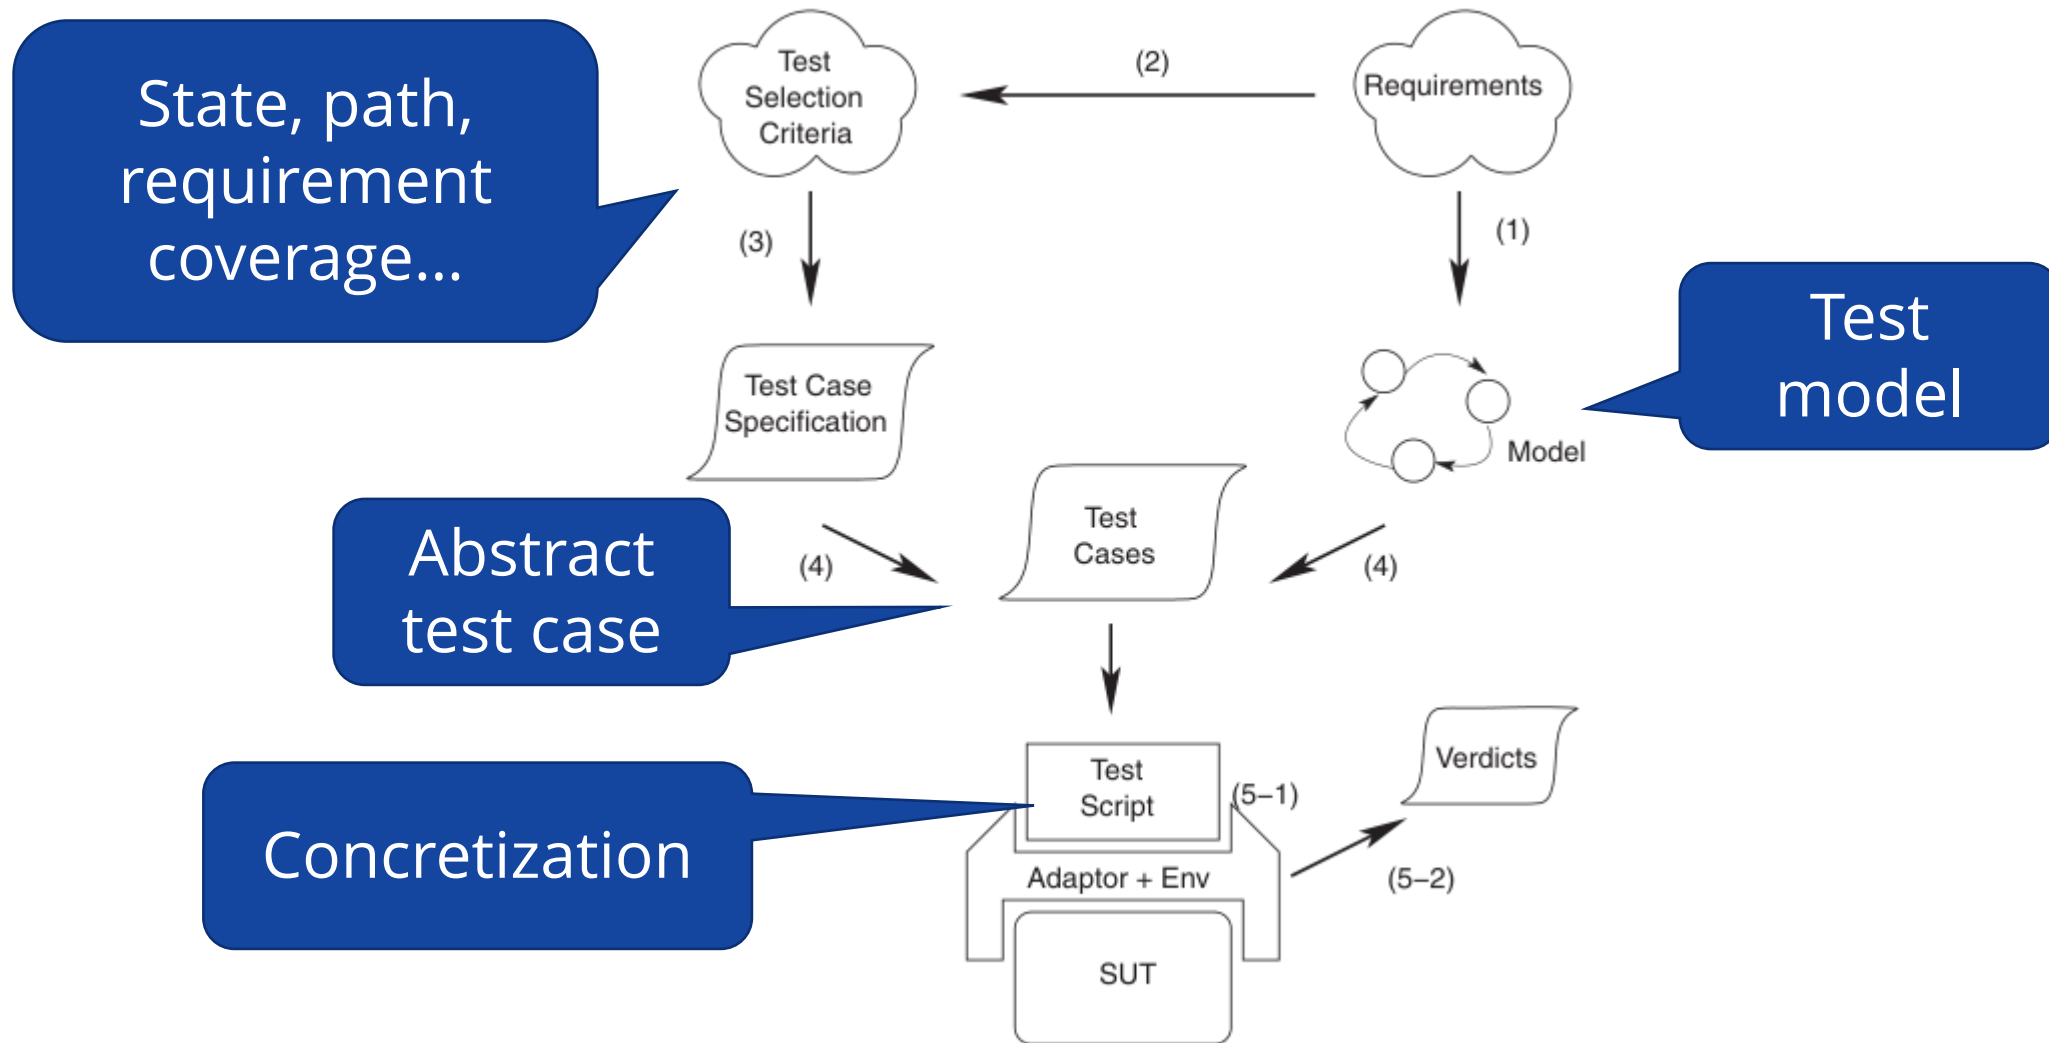 State, path,
requirement
coverage...
Test
Selection
Criteria
(2)
Requirements
(3)
(1)
Test
model
Test Case
Specification
Model
Abstract
test case
(4)
Test
Cases
(4)
Concretization
Test
Script
(5–1)
Verdicts
Adaptor + Env
(5–2)
SUT